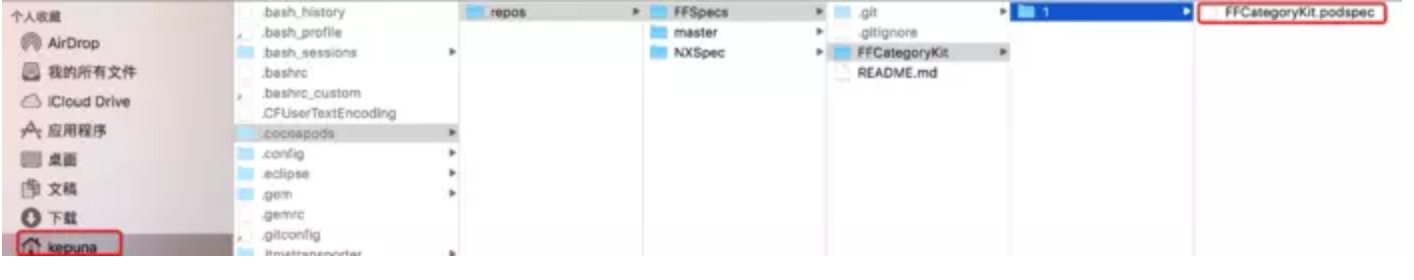 个人收藏
AirDrop
我的所有文件
iCloud Drive
应用程序
桌面
文稿
下载
kepuna
.bash_history
.bash_profile
.bash_sessions
.bashrc
.bashrc_custom
.CFUserTextEncoding
.cocoapods
.config
.eclipse
.gem
.gemrc
.gitconfig
.itmstransporter
repos
FFSpecs
master
NXSpec
.git
.gitignore
FFCategoryKit
README.md
1
FFCategoryKit.podspec